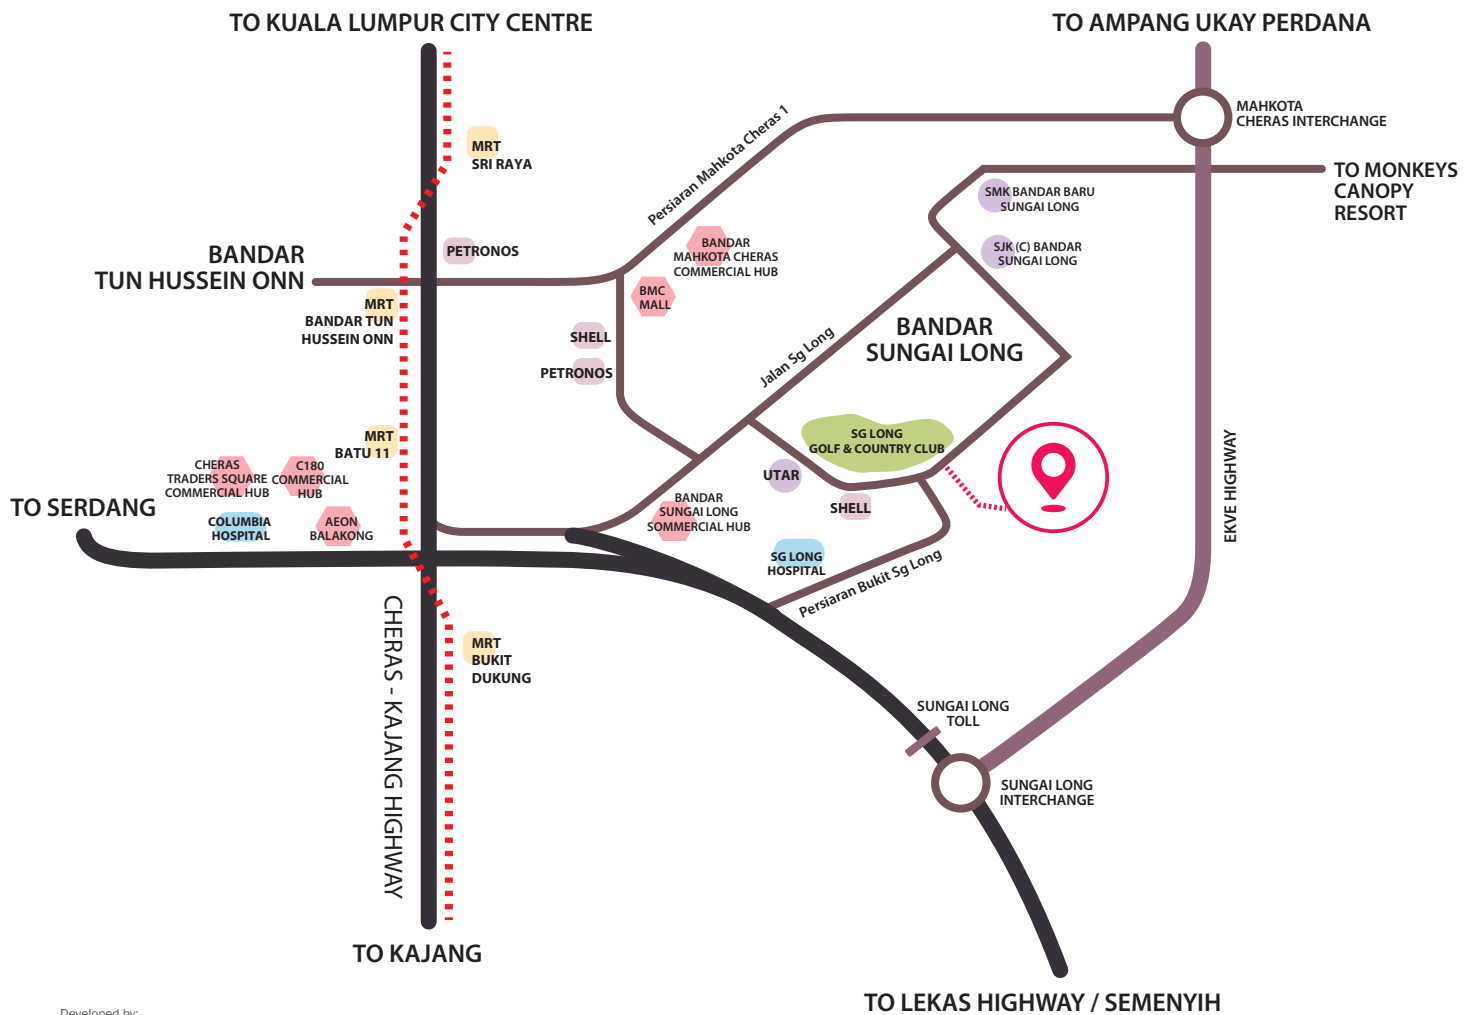 TO KUALA LUMPUR CITY CENTRE
TO AMPANG UKAY PERDANA
MAHKOTA
CHERAS INTERCHANGE
Persiaran Mahkota Cheras 1
MRT
SRI RAYA
TO MONKEYS
CANOPY
RESORT
SMK BANDAR BARU
SUNGAI LONG
SJK (C) BANDAR
SUNGAI LONG
BANDAR
TUN HUSSEIN ONN
PETRONOS
BANDAR
MAHKOTA CHERAS
COMMERCIAL HUB
BMC
MALL
MRT
BANDAR TUN
HUSSEIN ONN
SHELL
PETRONOS
Jalan Sg Long
BANDAR
SUNGAI LONG
MRT
BATU 11
SG LONG
GOLF & COUNTRY CLUB
CHERAS
TRADERS SQUARE
COMMERCIAL HUB
C180
COMMERCIAL
HUB
UTAR
SHELL
BANDAR
SUNGAI LONG
SOMMERCIAL HUB
TO SERDANG
COLUMBIA
HOSPITAL
AEON
BALAKONG
EKVE HIGHWAY
SG LONG
HOSPITAL
Persiaran Bukit Sg Long
CHERAS - KAJANG HIGHWAY
MRT
BUKIT
DUKUNG
SUNGAI LONG
TOLL
SUNGAI LONG
INTERCHANGE
TO KAJANG
TO LEKAS HIGHWAY / SEMENYIH
Developed by: